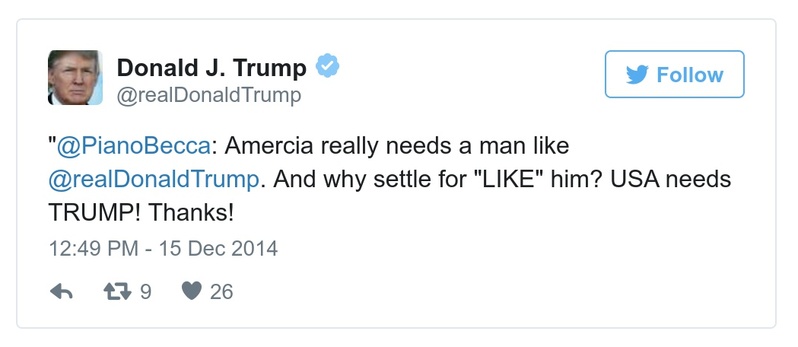 Donald J. Trump
@realDonaldTrump
Follow
"@PianoBecca: Amercia really needs a man like
@realDonaldTrump. And why settle for "LIKE" him? USA needs
TRUMP! Thanks!
12:49 PM - 15 Dec 2014
9 26